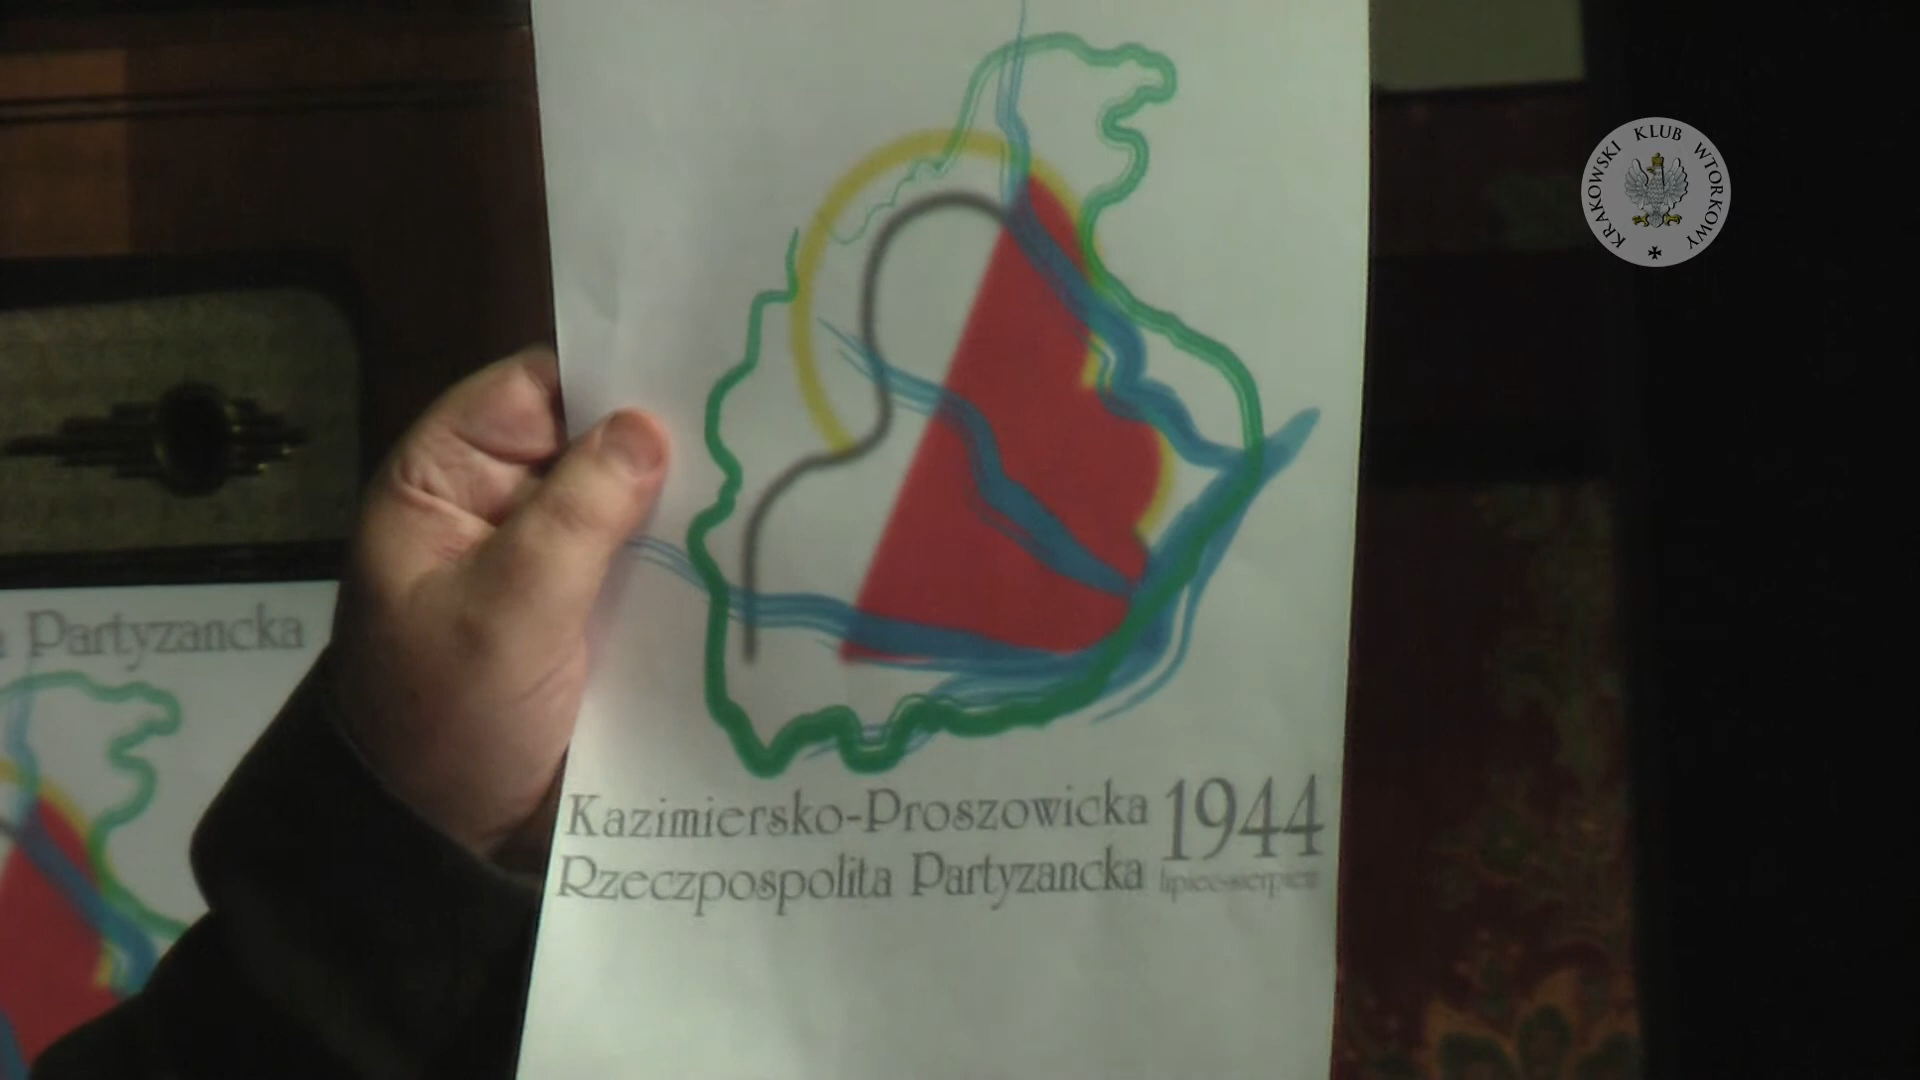 KRAKOWSKI KLUB WTORKOWY
Partyzancka
Kazimiersko-Proszowicka 1944
Rzeczpospolita Partyzancka lipiec-sierpień